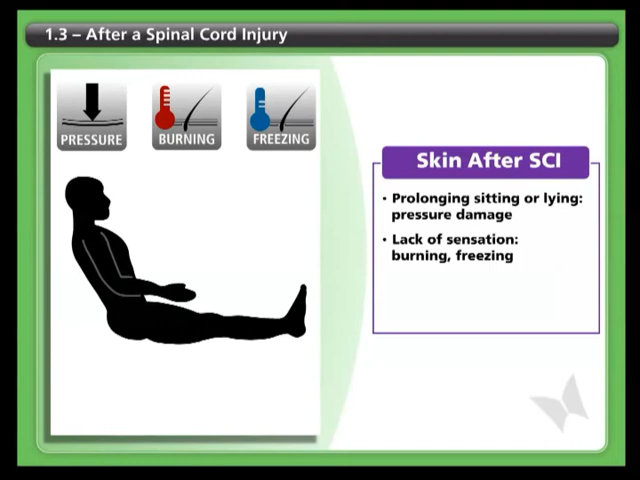 1.3 – After a Spinal Cord Injury
PRESSURE
BURNING
FREEZING
Skin After SCI
• Prolonging sitting or lying:
pressure damage
• Lack of sensation:
burning, freezing